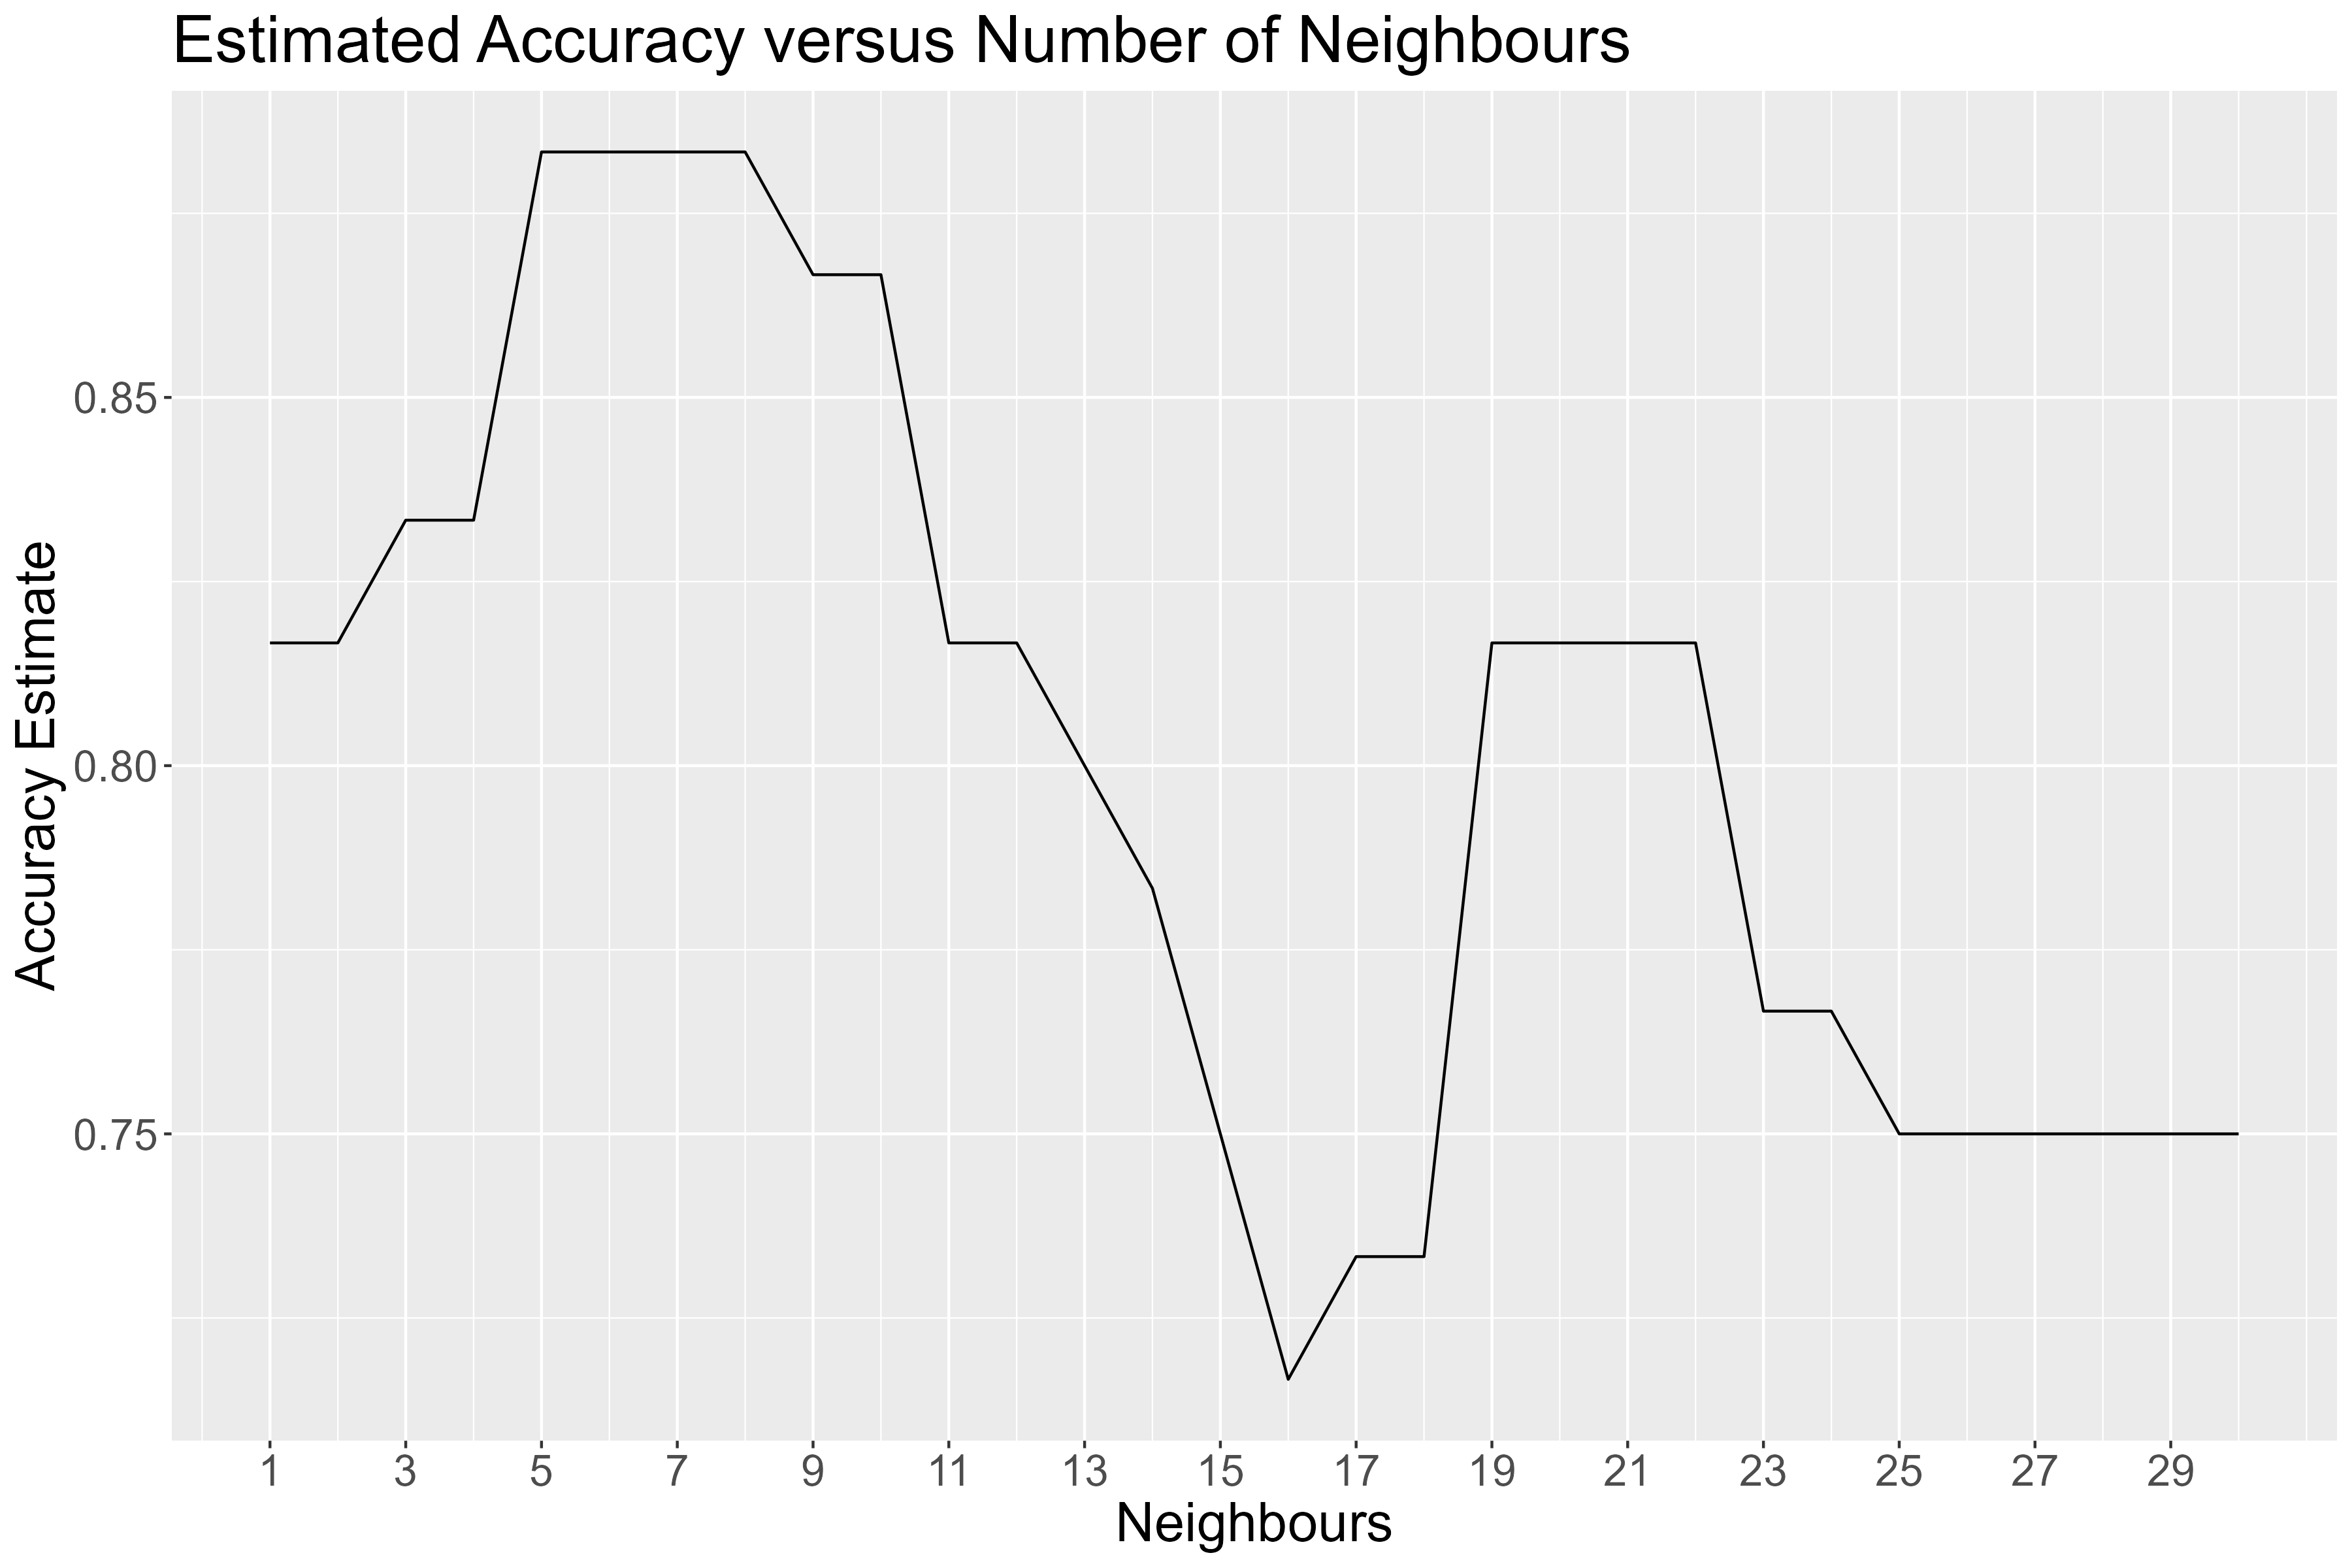 Estimated Accuracy versus Number of Neighbours
Accuracy Estimate
0.85
0.80
0.75
1 3 5 7 9 11 13 15 17 19 21 23 25 27 29
Neighbours